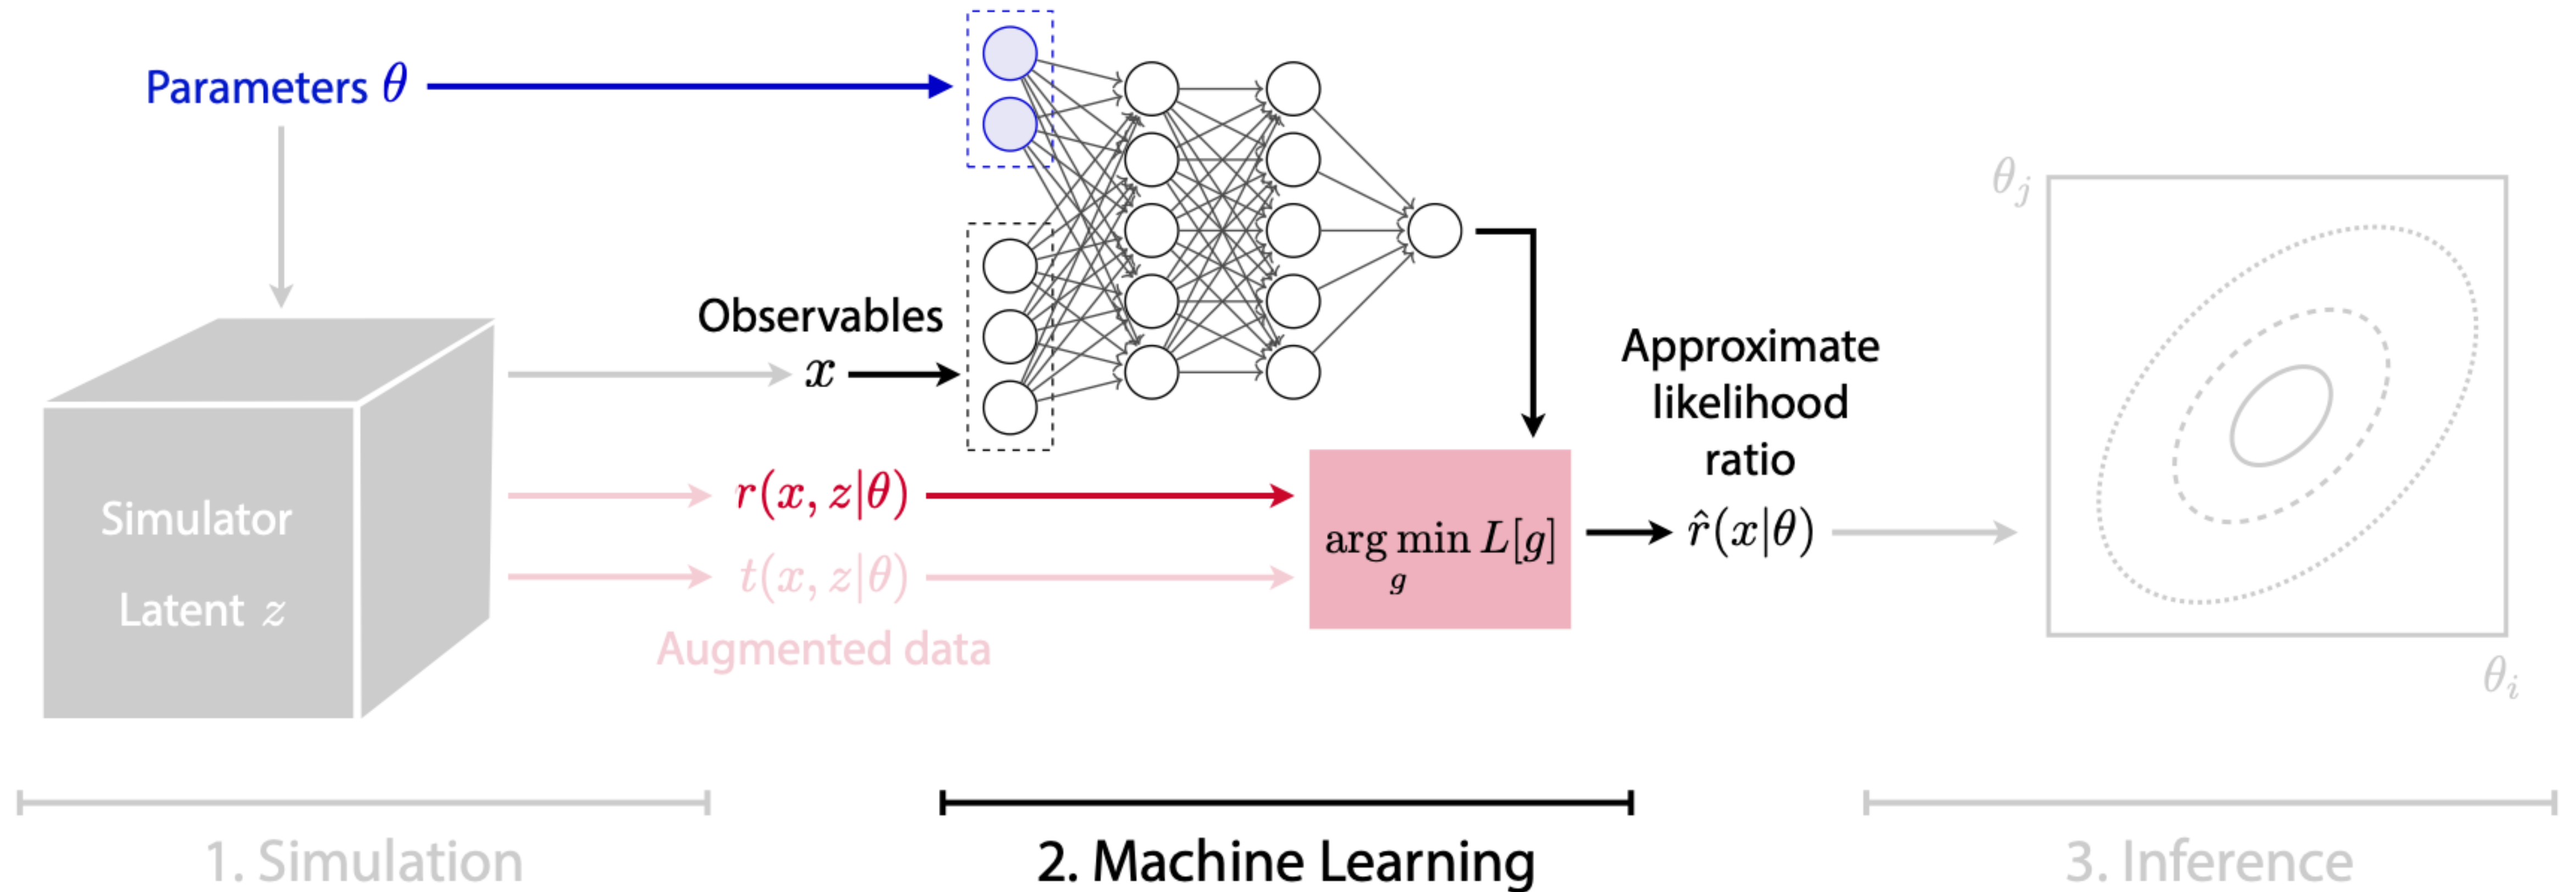 Parameters θ
Observables
x
Simulator
Latent z
r(x, z|θ)
t(x, z|θ)
Augmented data
arg min L[g]
g
Approximate
likelihood
ratio
r̂(x|θ)
θj
θi
1. Simulation
2. Machine Learning
3. Inference